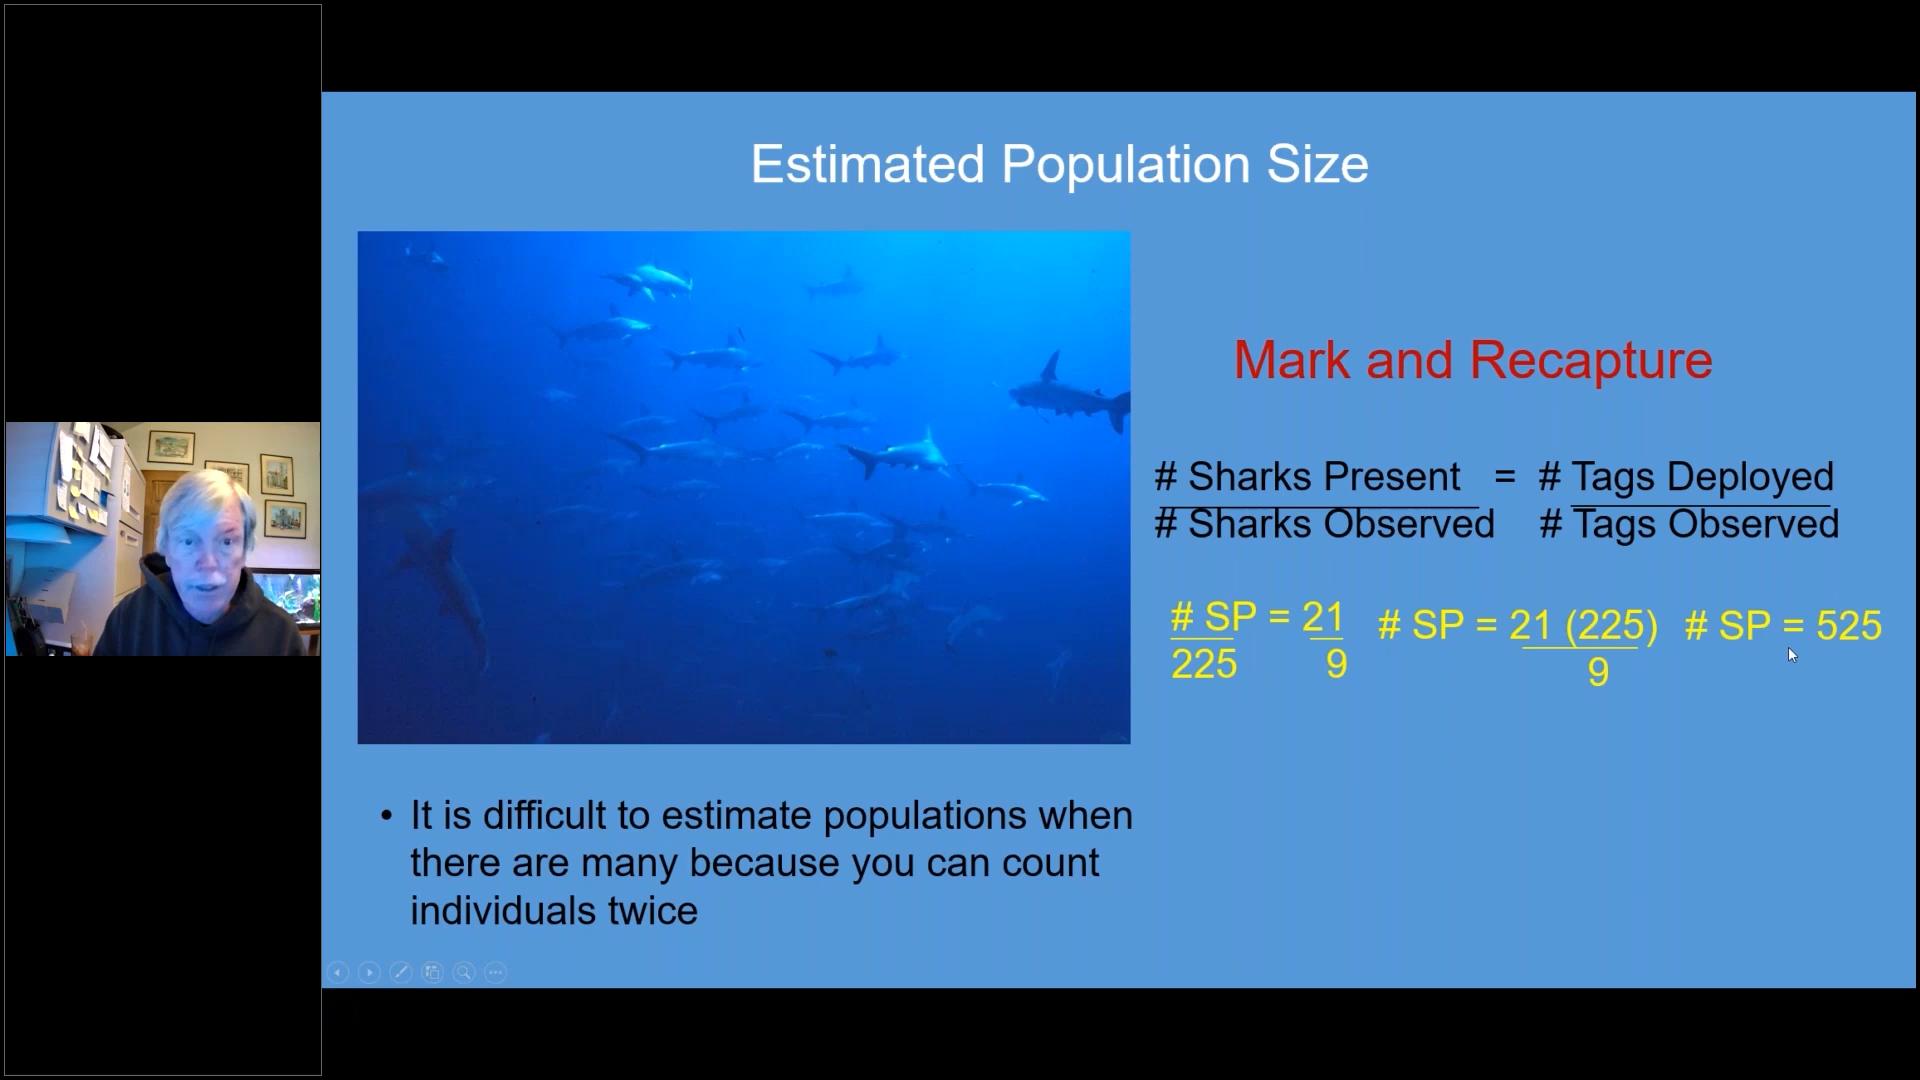 Estimated Population Size
Mark and Recapture
# Sharks Present = # Tags Deployed
# Sharks Observed # Tags Observed
# SP = 21 # SP = 21 (225) # SP = 525
225 9 9
• It is difficult to estimate populations when
there are many because you can count
individuals twice